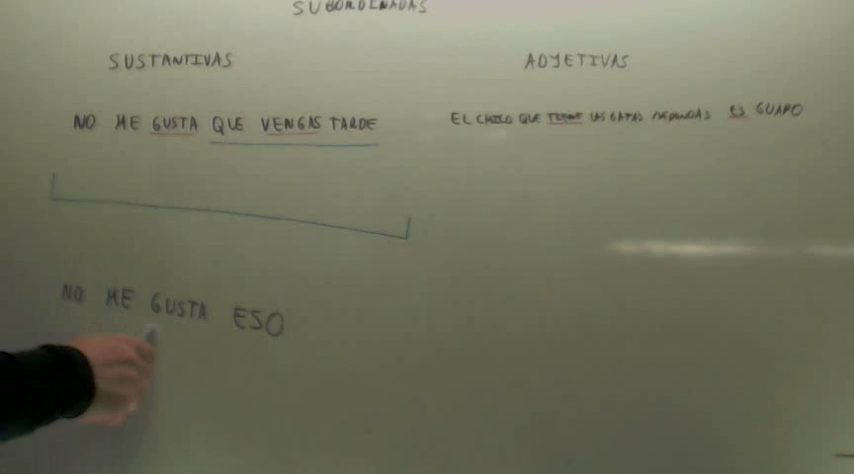 SUBORDINADAS
SUSTANTIVAS
ADJETIVAS
NO ME GUSTA QUE VENGAS TARDE
EL CHICO QUE TIENE LAS GAFAS REDONDAS ES GUAPO
NO ME GUSTA ESO